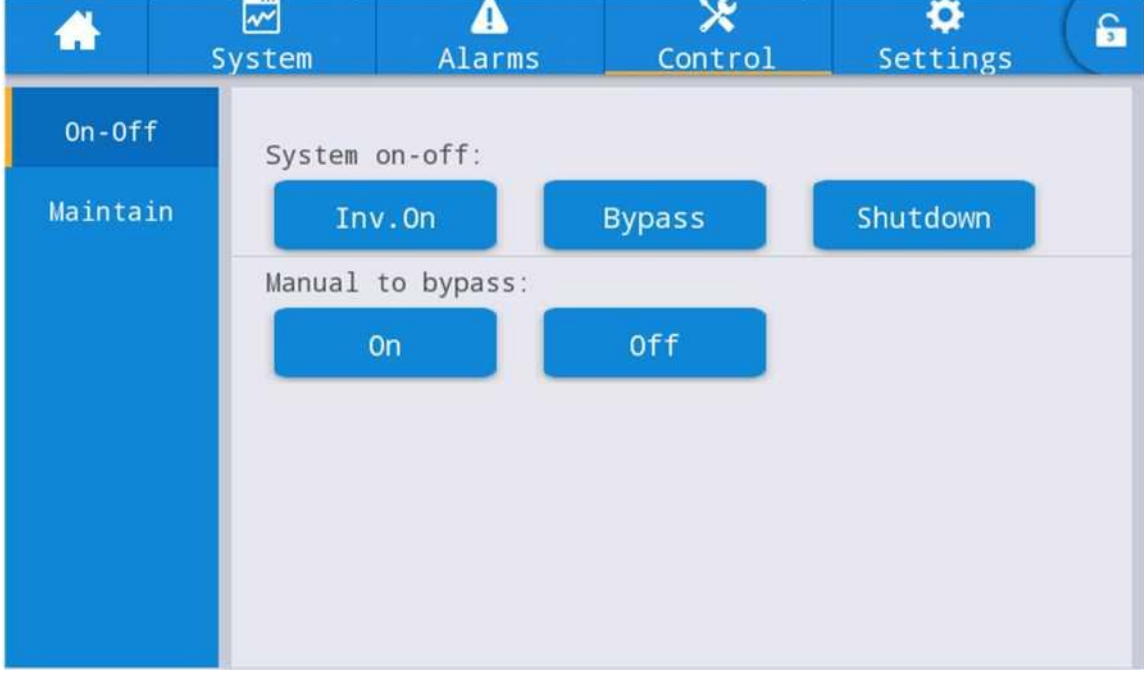 System Alarms Control Settings 3
On-Off
Maintain
System on-off:
Inv.On Bypass Shutdown
Manual to bypass:
On Off